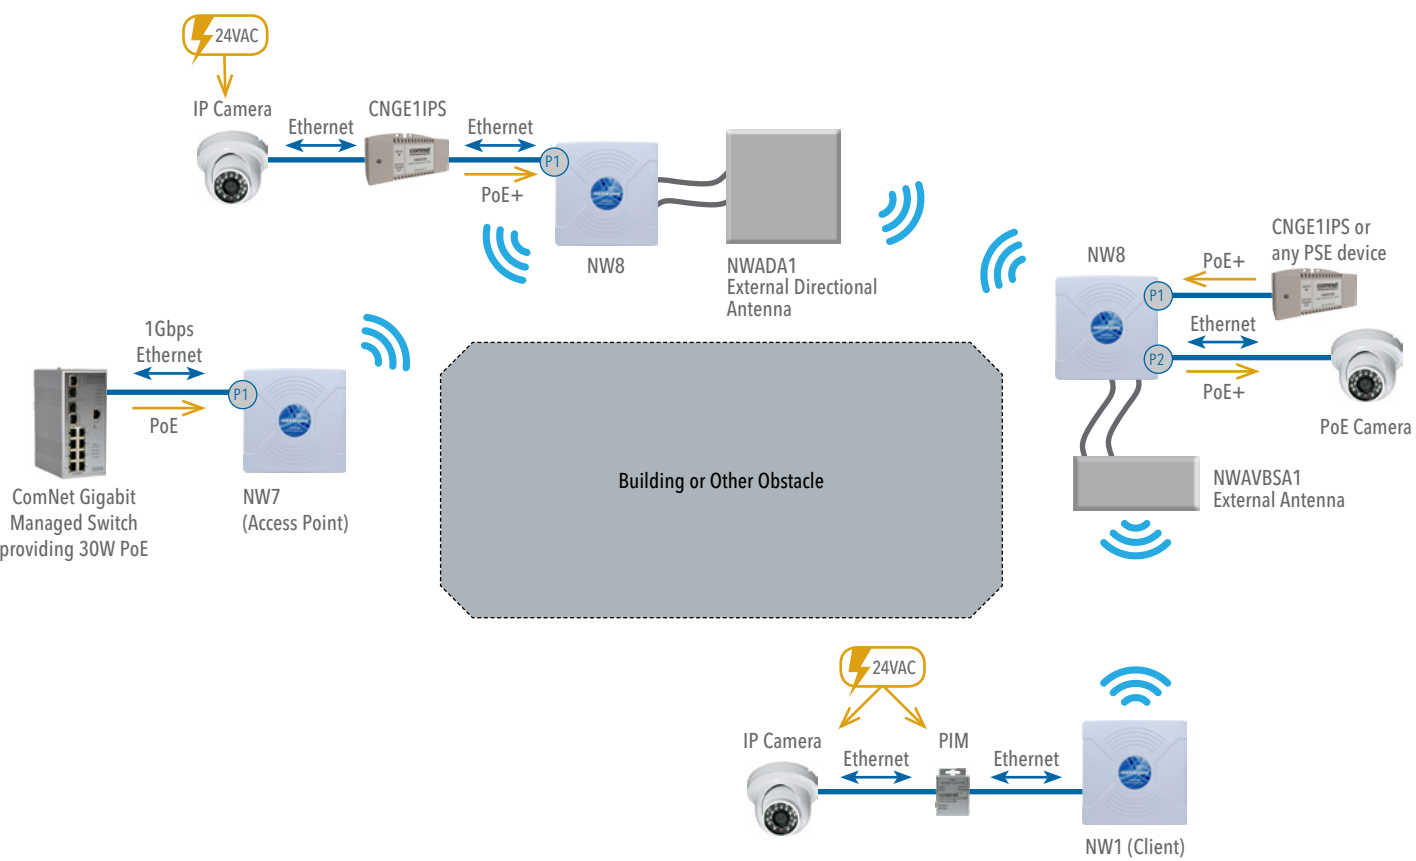 24VAC
IP Camera
CNGE1IPS
Ethernet
Ethernet
P1
PoE+
NW8
NWADA1
External Directional
Antenna
CNGE1IPS or
any PSE device
NW8
PoE+
P1
Ethernet
P2
PoE+
PoE Camera
NWAVBSA1
External Antenna
1Gbps
Ethernet
P1
PoE
ComNet Gigabit
Managed Switch
providing 30W PoE
NW7
(Access Point)
Building or Other Obstacle
24VAC
IP Camera
Ethernet
PIM
Ethernet
NW1 (Client)
comnet
comnet